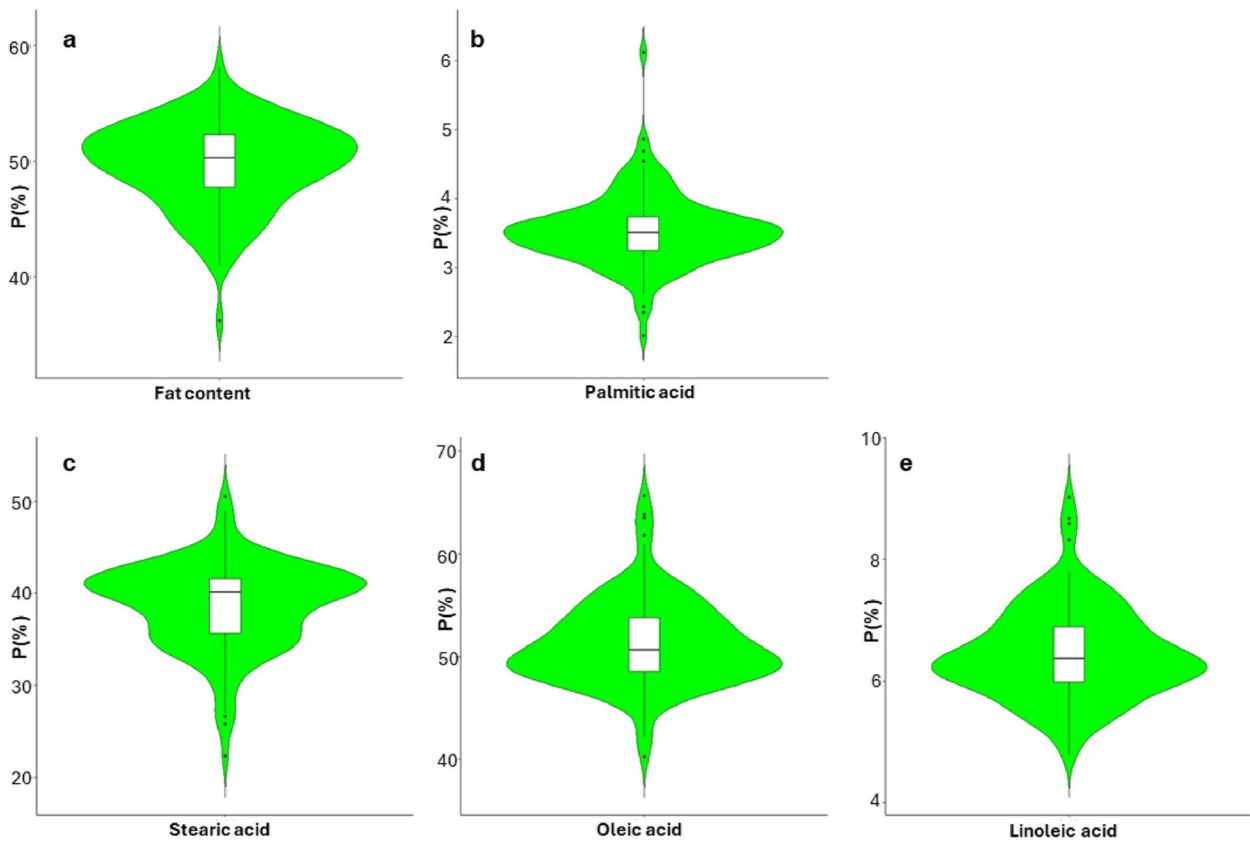 a
60
50
40
P(%)
Fat content
b
6
5
4
3
2
P(%)
Palmitic acid
c
50
40
30
20
P(%)
Stearic acid
d
70
60
50
40
P(%)
Oleic acid
e
10
8
6
4
P(%)
Linoleic acid